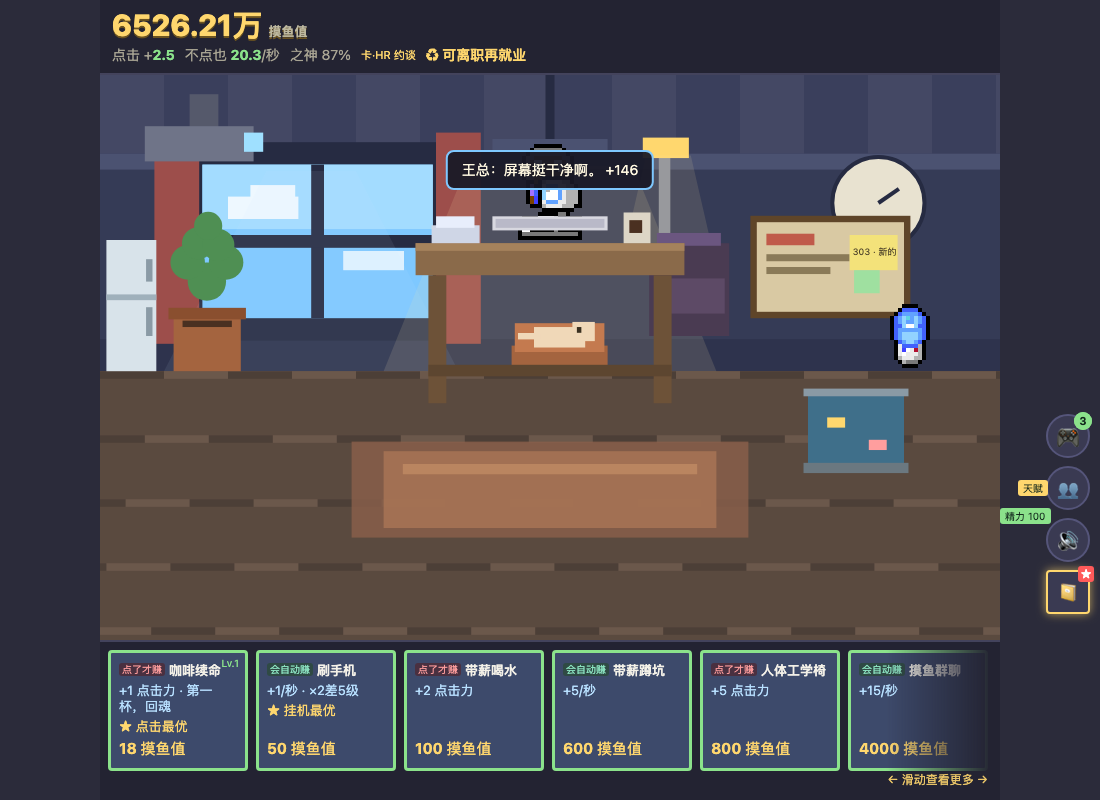 6526.21万 摸鱼值
点击 +2.5 不点也 20.3/秒 之神 87% 卡·HR 约谈 ♻ 可离职再就业
王总：屏幕挺干净啊。 +146
303 · 新的
3
天赋
精力 100
点了才赚 咖啡续命 Lv.1
+1 点击力 · 第一
杯，回魂
★ 点击最优
18 摸鱼值
会自动赚 刷手机
+1/秒 · ×2差5级
★ 挂机最优
50 摸鱼值
点了才赚 带薪喝水
+2 点击力
100 摸鱼值
会自动赚 带薪蹲坑
+5/秒
600 摸鱼值
点了才赚 人体工学椅
+5 点击力
800 摸鱼值
会自动赚 摸鱼群聊
+15/秒
4000 摸鱼值
← 滑动查看更多 →